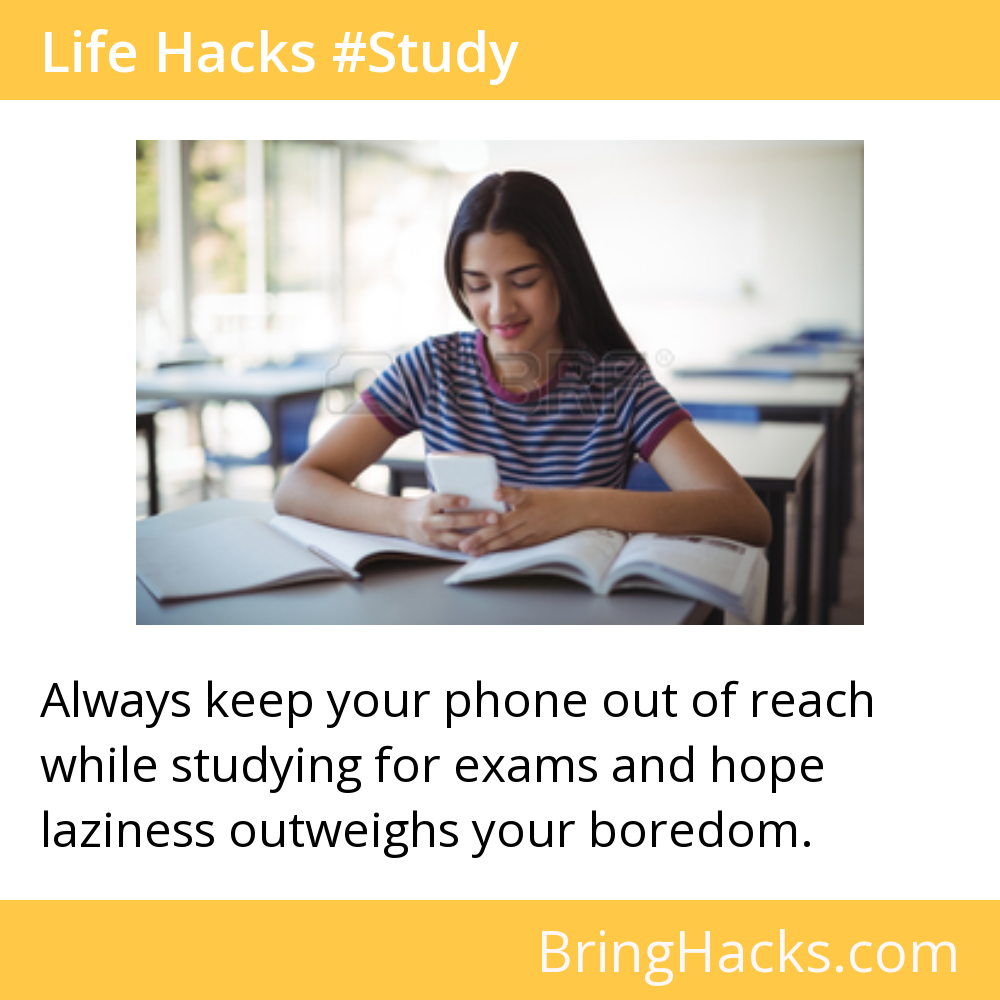 Life Hacks #Study
Always keep your phone out of reach
while studying for exams and hope
laziness outweighs your boredom.
BringHacks.com